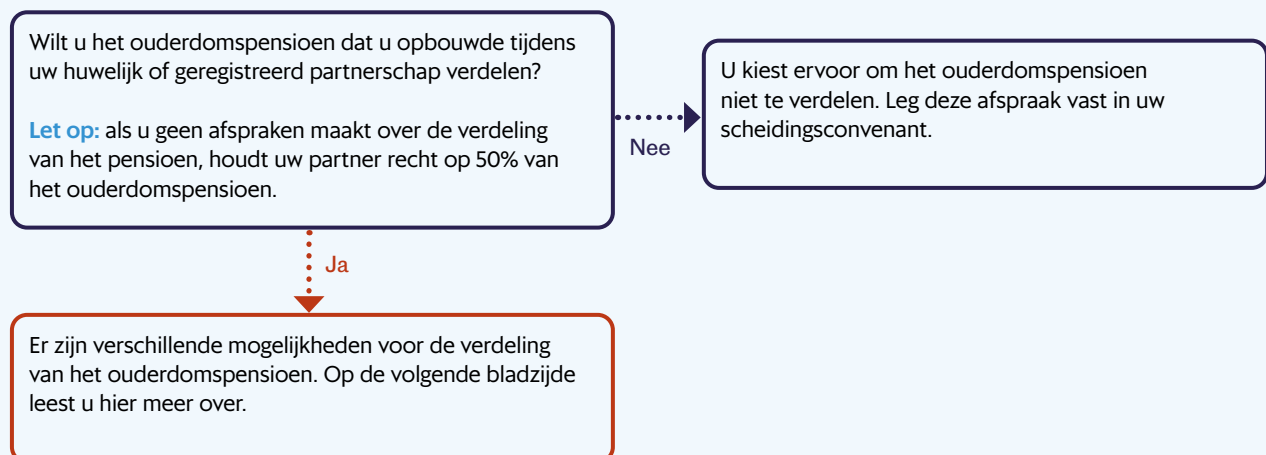 Wilt u het ouderdomspensioen dat u opbouwde tijdens
uw huwelijk of geregistreerd partnerschap verdelen?
Let op: als u geen afspraken maakt over de verdeling
van het pensioen, houdt uw partner recht op 50% van
het ouderdomspensioen.
Nee
U kiest ervoor om het ouderdomspensioen
niet te verdelen. Leg deze afspraak vast in uw
scheidingsconvenant.
Ja
Er zijn verschillende mogelijkheden voor de verdeling
van het ouderdomspensioen. Op de volgende bladzijde
leest u hier meer over.